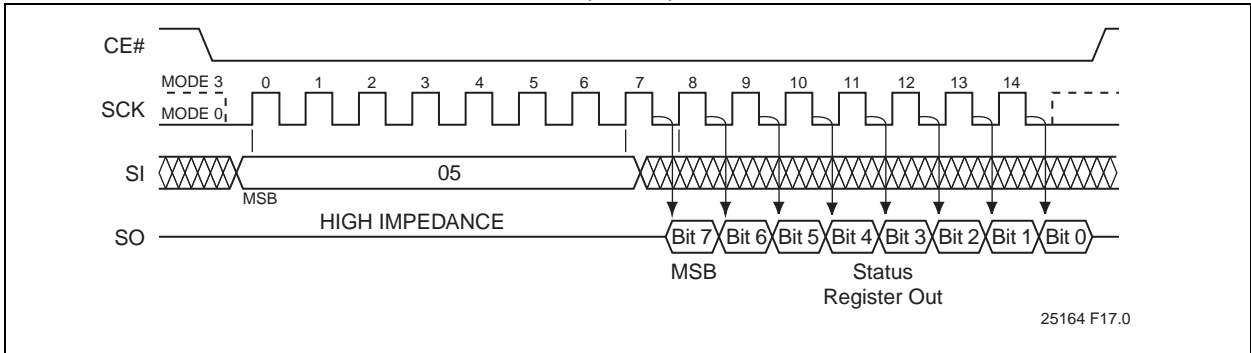 CE#
MODE 3 0 1 2 3 4 5 6 7 8 9 10 11 12 13 14
SCK MODE 0
SI 05
MSB
HIGH IMPEDANCE
SO Bit 7 Bit 6 Bit 5 Bit 4 Bit 3 Bit 2 Bit 1 Bit 0
MSB Status
Register Out
25164 F17.0